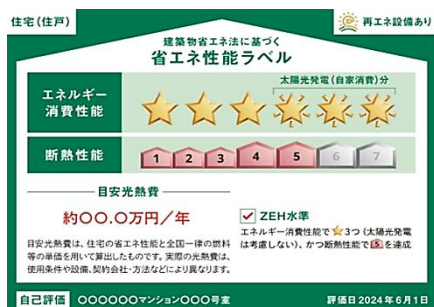 住宅(住戸)
再エネ設備あり
建築物省エネ法に基づく
省エネ性能ラベル
太陽光発電(自家消費)分
エネルギー
消費性能
断熱性能
1 2 3 4 5 6 7
目安光熱費
約〇〇.〇万円/年
目安光熱費は、住宅の省エネ性能と全国一律の燃料
等の単価を用いて算出したものです。実際の光熱費は、
使用条件や設備、契約会社・方法などにより異なります。
ZEH水準
エネルギー消費性能で★3つ(太陽光発電
は考慮しない)、かつ断熱性能で5を達成
自己評価 〇〇〇〇〇〇マンション〇〇〇号室
評価日2024年6月1日